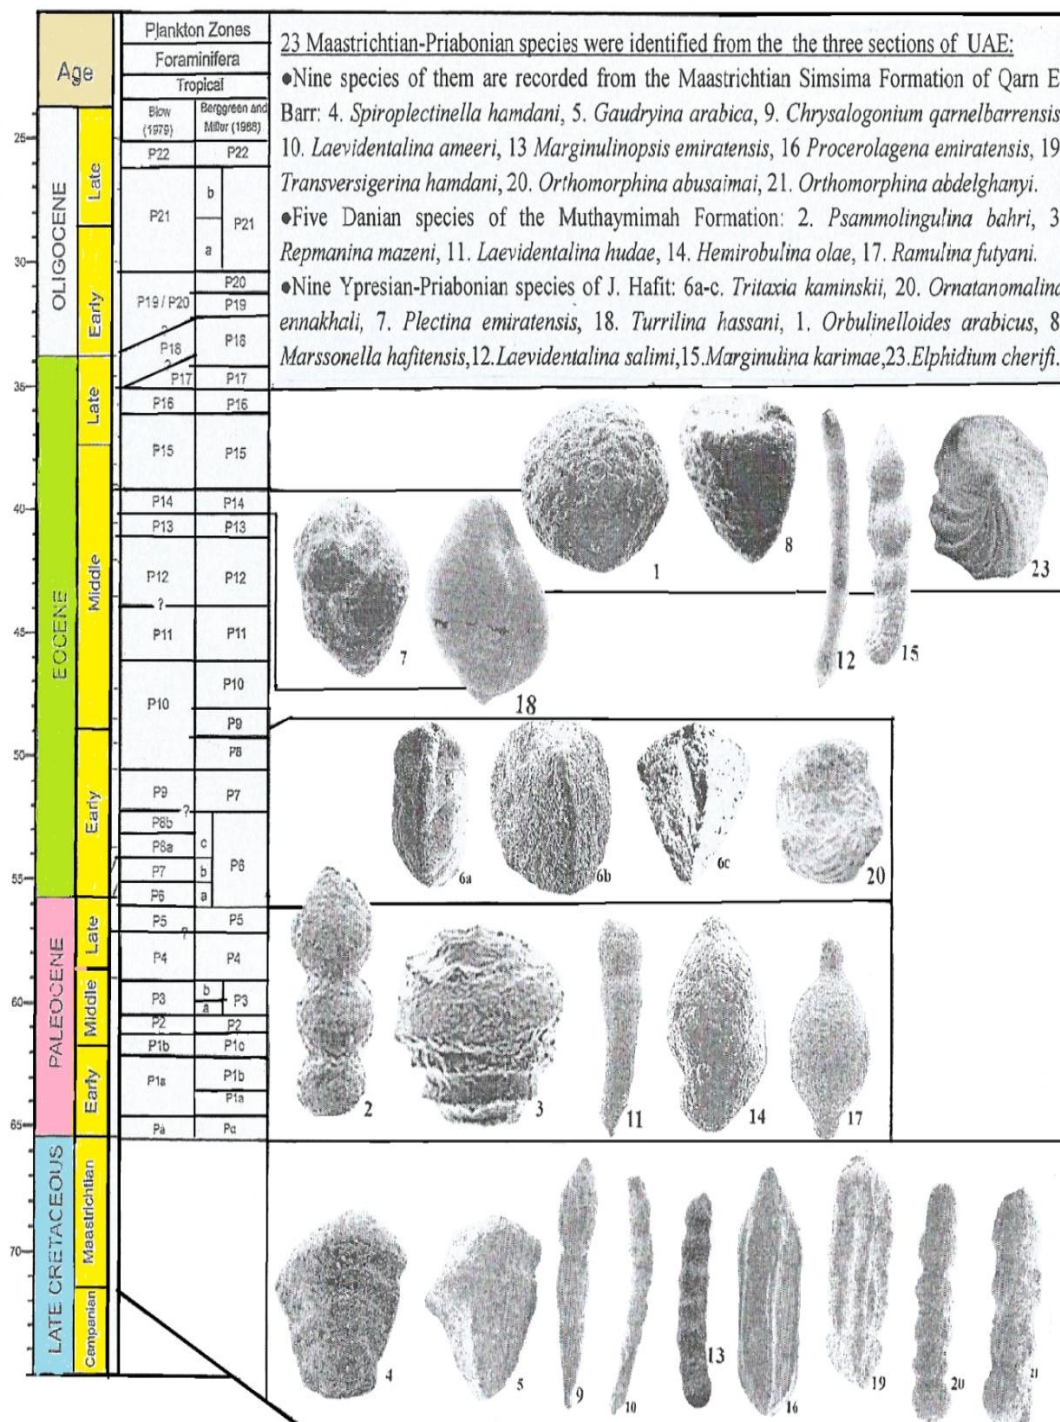 Age
Plankton Zones
Foraminifera
Tropical
Blow (1979)
Berggreen and Miller (1988)
23 Maastrichtian-Priabonian species were identified from the the three sections of UAE:
●Nine species of them are recorded from the Maastrichtian Simsima Formation of Qarn E
Barr: 4. Spiroplectinella hamdani, 5. Gaudryina arabica, 9. Chrysalogonium qarnelbarrensis
10. Laevidentalina ameeri, 13 Marginulinopsis emiratensis, 16 Procerolagena emiratensis, 19
Transversigerina hamdani, 20. Orthomorphina abusaimai, 21. Orthomorphina abdelghanyi.
●Five Danian species of the Muthaymimah Formation: 2. Psammolingulina bahri, 3
Repmanina mazeni, 11. Laevidentalina hudae, 14. Hemirobulina olae, 17. Ramulina futyani.
●Nine Ypresian-Priabonian species of J. Hafit: 6a-c. Tritaxia kaminskii, 20. Ornatanomalina
ennakhali, 7. Plectina emiratensis, 18. Turrilina hassani, 1. Orbulinelloides arabicus, 8
Marssonella hafitensis,12.Laevidentalina salimi,15.Marginulina karimae,23.Elphidium cherifi.
OLIGOCENE
Late
Early
EOCENE
Late
Middle
Early
PALEOCENE
Late
Middle
Early
LATE CRETACEOUS
Maastrichtian
Campanian
25
30
35
40
45
50
55
60
65
70
P22
P21
P19 / P20
?
P18
?
P17
P16
P15
P14
P13
P12
?
P11
P10
P9
?
P8b
P8a
P7
P6
P5
?
P4
P3
P2
P1b
P1a
Pa
P22
b
a
P21
P20
P19
P18
P17
P16
P15
P14
P13
P12
P11
P10
P9
P8
P7
c
b
a
P6
P5
P4
b
a
P3
P2
P1c
P1b
P1a
Pa
1
8
12
15
23
7
18
6a
6b
6c
20
2
3
11
14
17
4
5
9
10
13
16
19
20
21